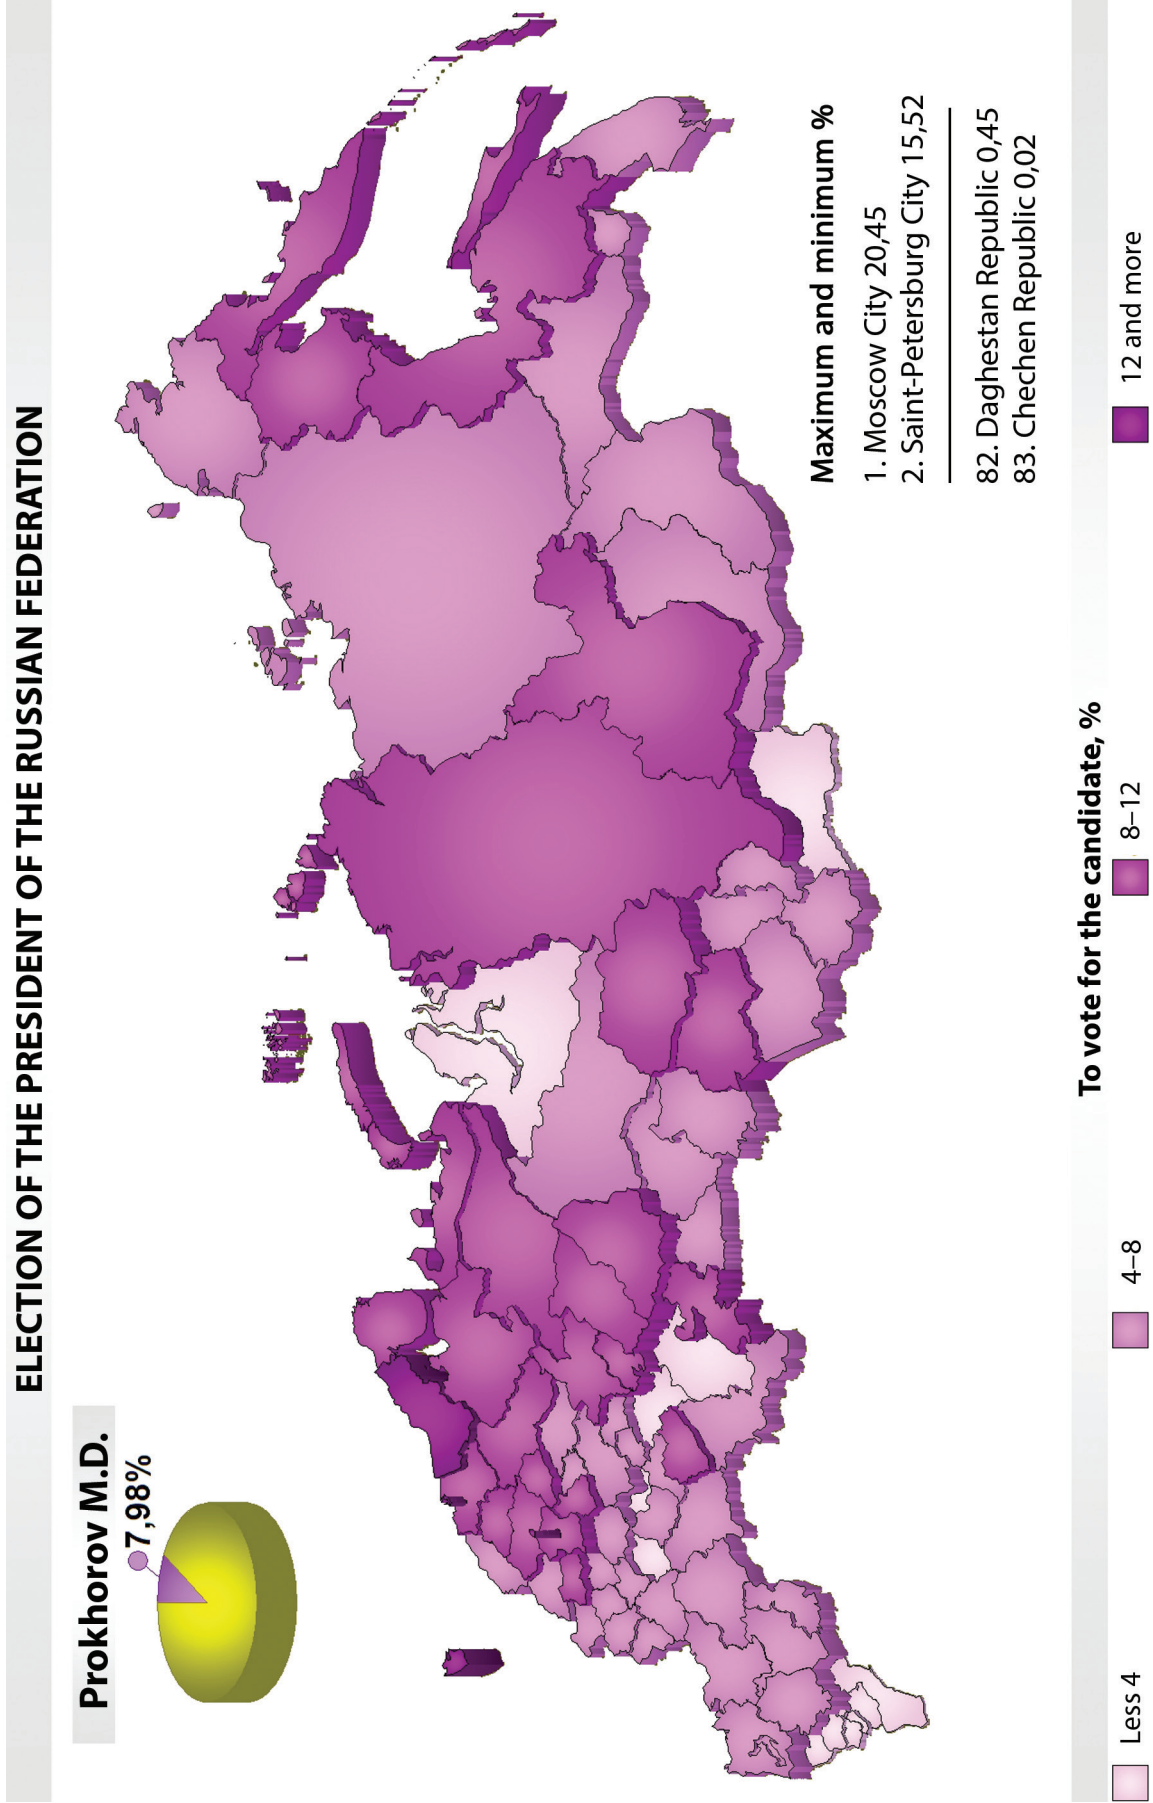 ELECTION OF THE PRESIDENT OF THE RUSSIAN FEDERATION
Prokhorov M.D.
7,98%
Maximum and minimum %
1. Moscow City 20,45
2. Saint-Petersburg City 15,52
82. Daghestan Republic 0,45
83. Chechen Republic 0,02
To vote for the candidate, %
Less 4
4–8
8–12
12 and more